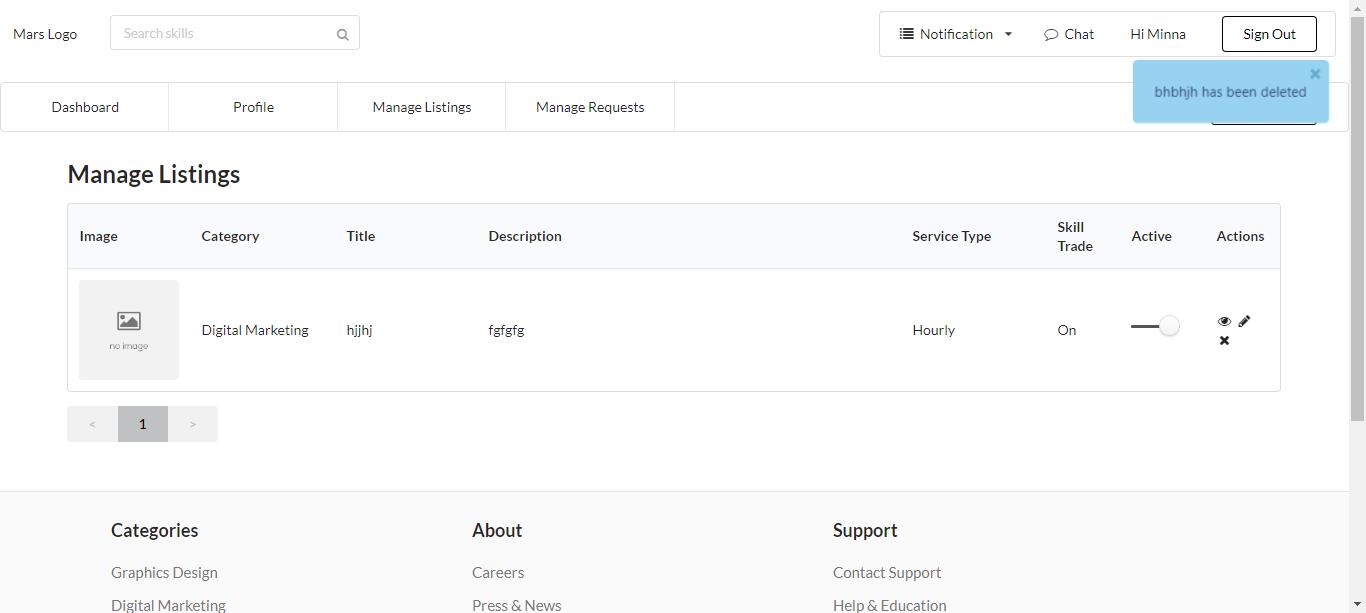 Mars Logo
Search skills
Notification
Chat
Hi Minna
Sign Out
bhbhjh has been deleted
Dashboard
Profile
Manage Listings
Manage Requests
Manage Listings
Image
Category
Title
Description
Service Type
Skill
Trade
Active
Actions
no image
Digital Marketing
hjjhj
fgfgfg
Hourly
On
<
1
>
Categories
About
Support
Graphics Design
Careers
Contact Support
Digital Marketing
Press & News
Help & Education